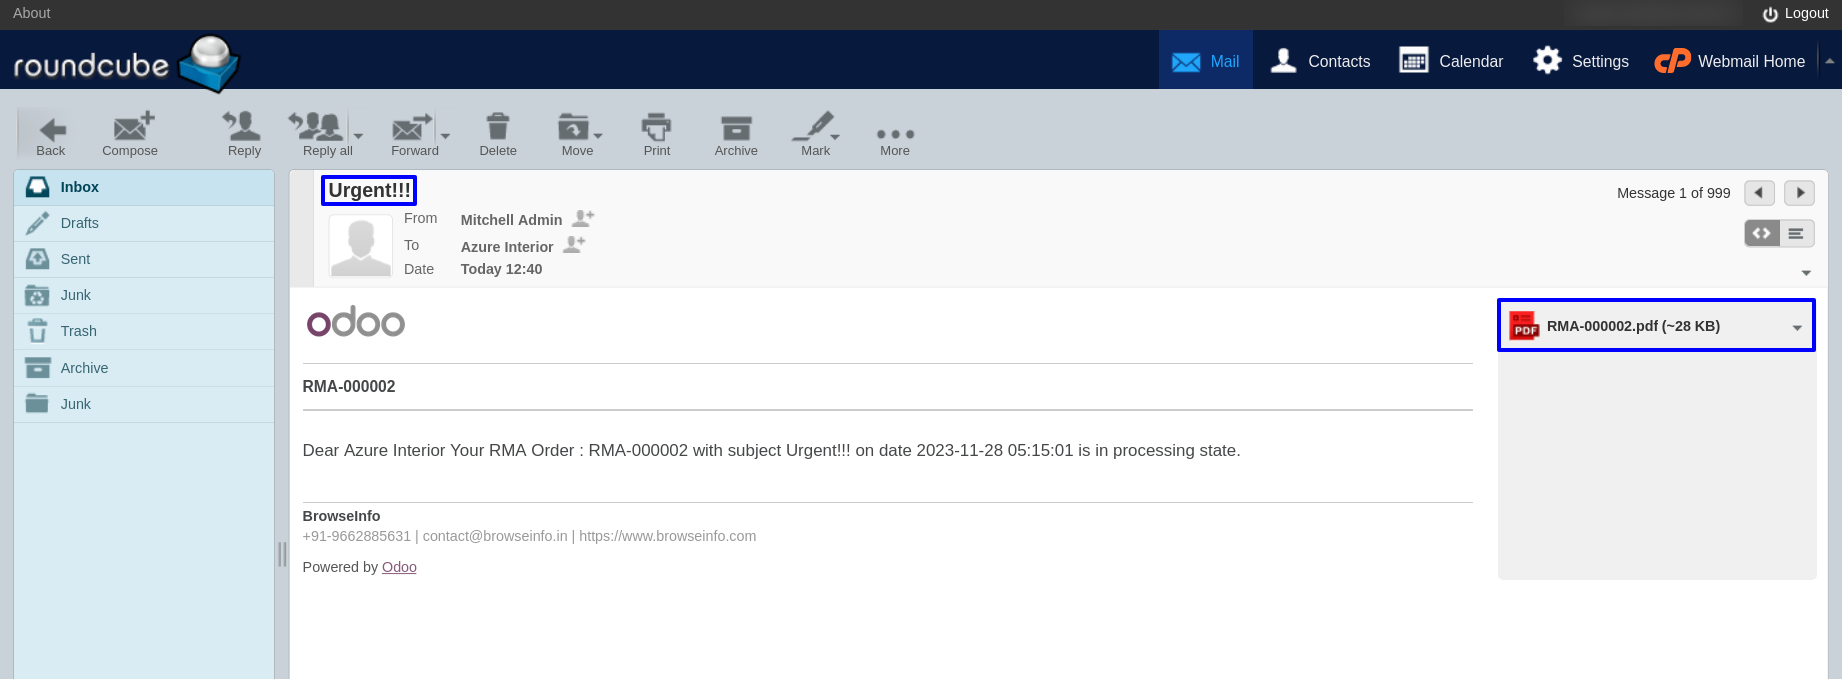 About
Logout
roundcube
Mail
Contacts
Calendar
Settings
cP Webmail Home
Back
Compose
Reply
Reply all
Forward
Delete
Move
Print
Archive
Mark
More
Inbox
Drafts
Sent
Junk
Trash
Archive
Junk
Urgent!!!
Message 1 of 999
From Mitchell Admin
To Azure Interior
Date Today 12:40
odoo
PDF RMA-000002.pdf (~28 KB)
RMA-000002
Dear Azure Interior Your RMA Order : RMA-000002 with subject Urgent!!! on date 2023-11-28 05:15:01 is in processing state.
BrowseInfo
+91-9662885631 | contact@browseinfo.in | https://www.browseinfo.com
Powered by Odoo